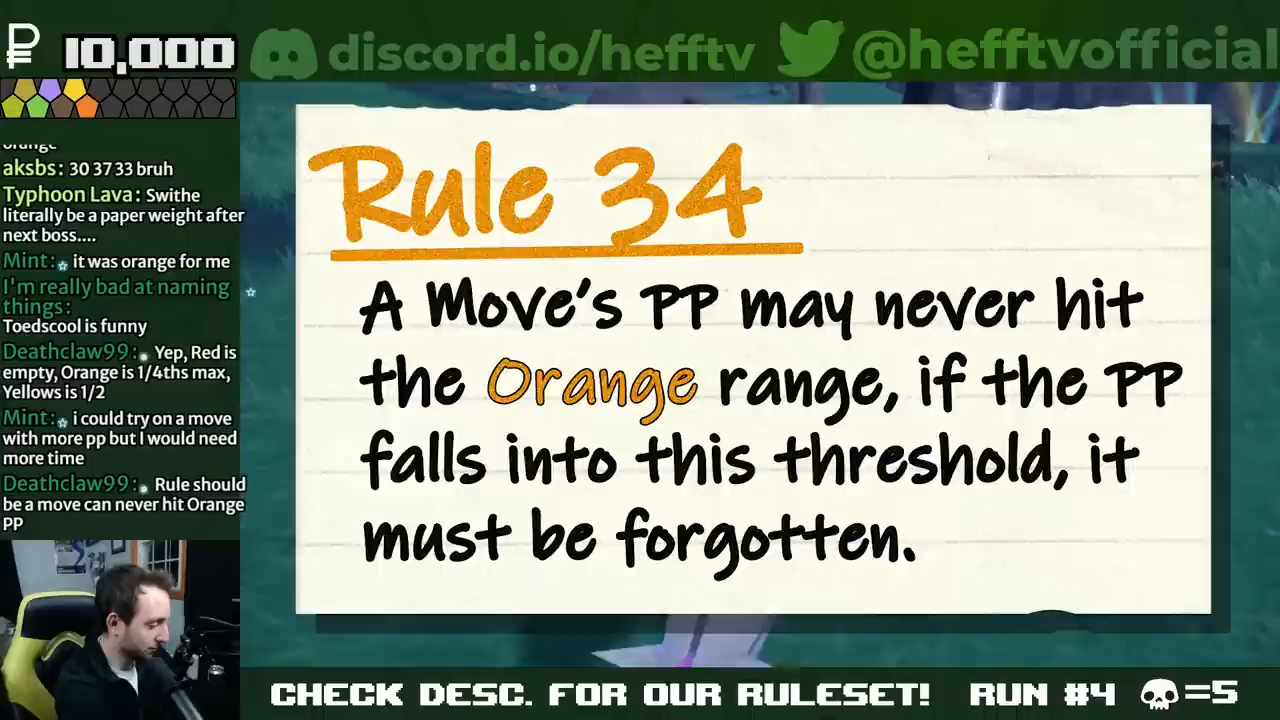 10,000
discord.io/hefftv
@hefftvofficial
orange
aksbs: 30 37 33 bruh
Typhoon Lava: Swithe
literally be a paper weight after
next boss....
Mint: it was orange for me
I'm really bad at naming
things:
Toedscool is funny
Deathclaw99: Yep, Red is
empty, Orange is 1/4ths max,
Yellows is 1/2
Mint: i could try on a move
with more pp but I would need
more time
Deathclaw99: Rule should
be a move can never hit Orange
PP
Rule 34
A Move's PP may never hit
the Orange range, if the PP
falls into this threshold, it
must be forgotten.
CHECK DESC. FOR OUR RULESET! RUN #4 =5